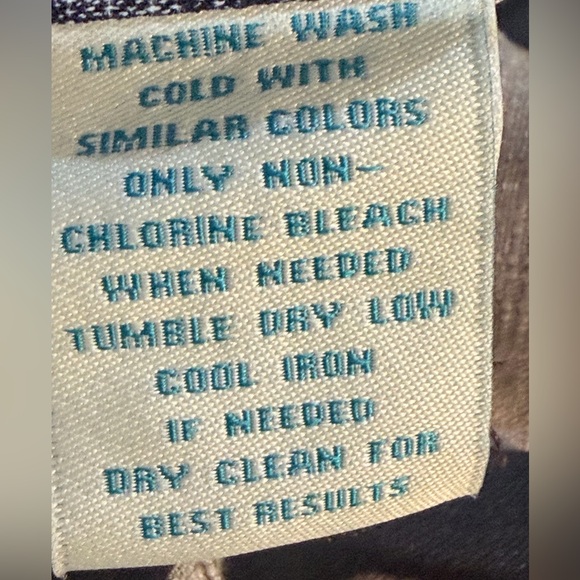 MACHINE WASH
COLD WITH
SIMILAR COLORS
ONLY NON-
CHLORINE BLEACH
WHEN NEEDED
TUMBLE DRY LOW
COOL IRON
IF NEEDED
DRY CLEAN FOR
BEST RESULTS